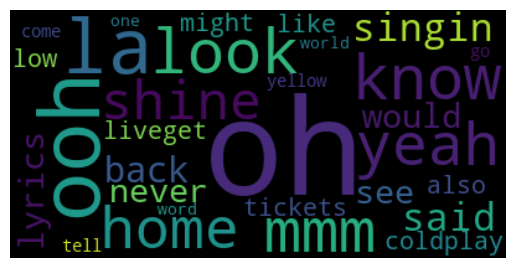 come one might like singin
low la look world
ooh shine yellow know go
lyrics liveget oh would yeah
back see also
never word tickets said
tell home mmm coldplay